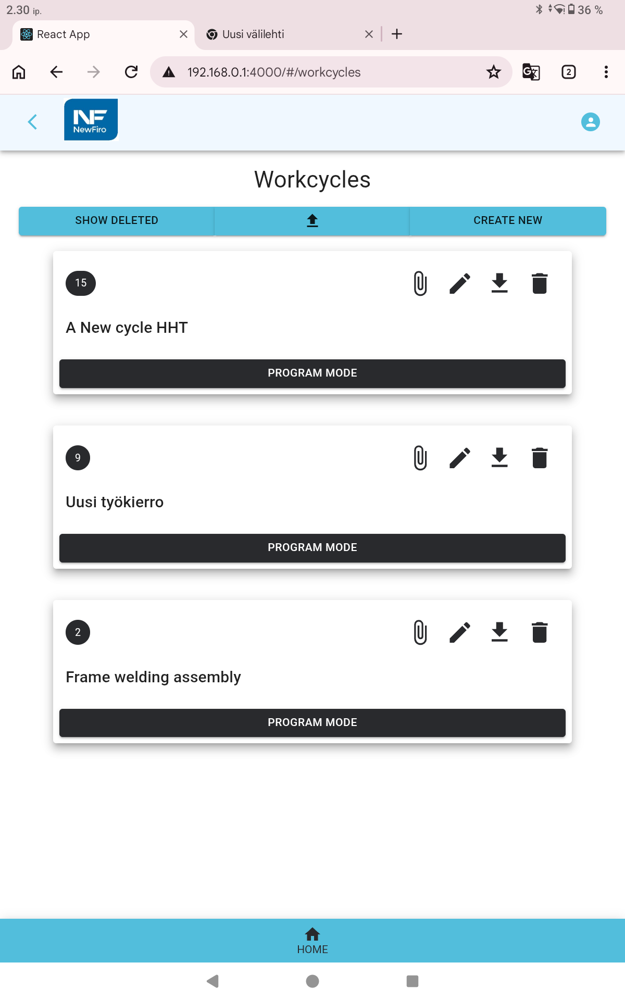 2.30 ip.
36 %
React App
Uusi välilehti
192.168.0.1:4000/#/workcycles
2
NF
NewFiro
Workcycles
SHOW DELETED
CREATE NEW
15
A New cycle HHT
PROGRAM MODE
9
Uusi työkierro
PROGRAM MODE
2
Frame welding assembly
PROGRAM MODE
HOME